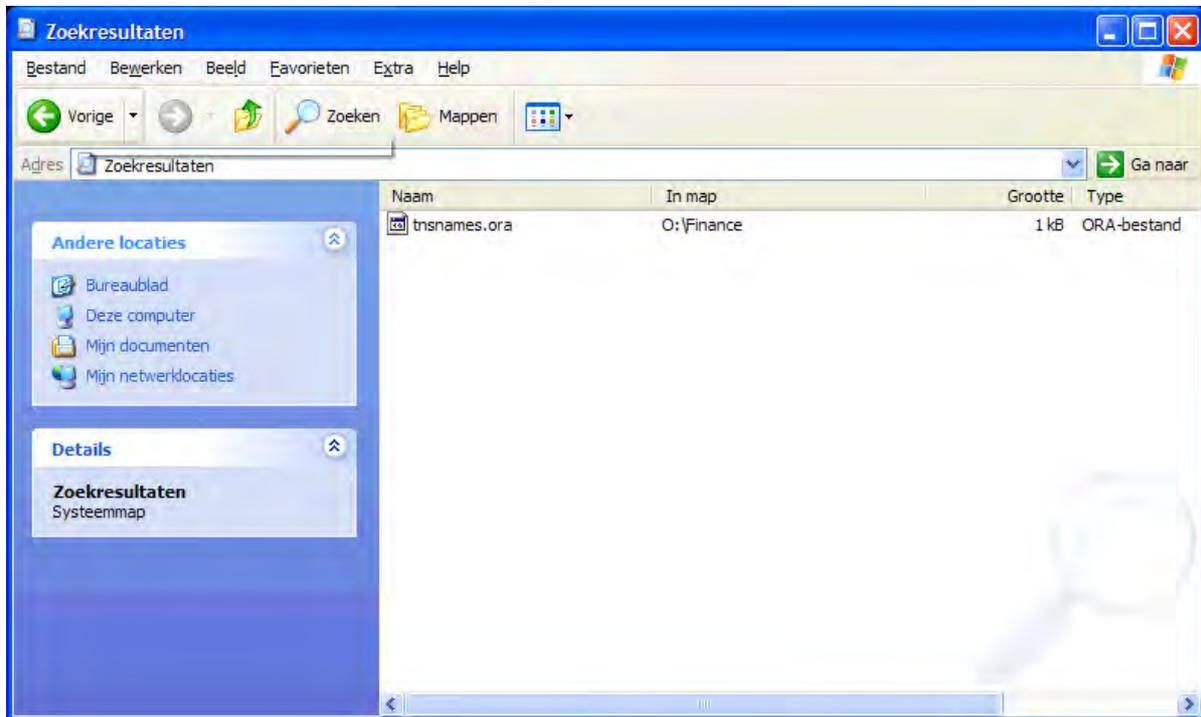 Zoekresultaten
Bestand Bewerken Beeld Favorieten Extra Help
Vorige Zoeken Mappen
Adres Zoekresultaten Ga naar
Naam In map Grootte Type
tnsnames.ora O:\Finance 1 kB ORA-bestand
Andere locaties
Bureaublad
Deze computer
Mijn documenten
Mijn netwerklocaties
Details
Zoekresultaten
Systeemmap